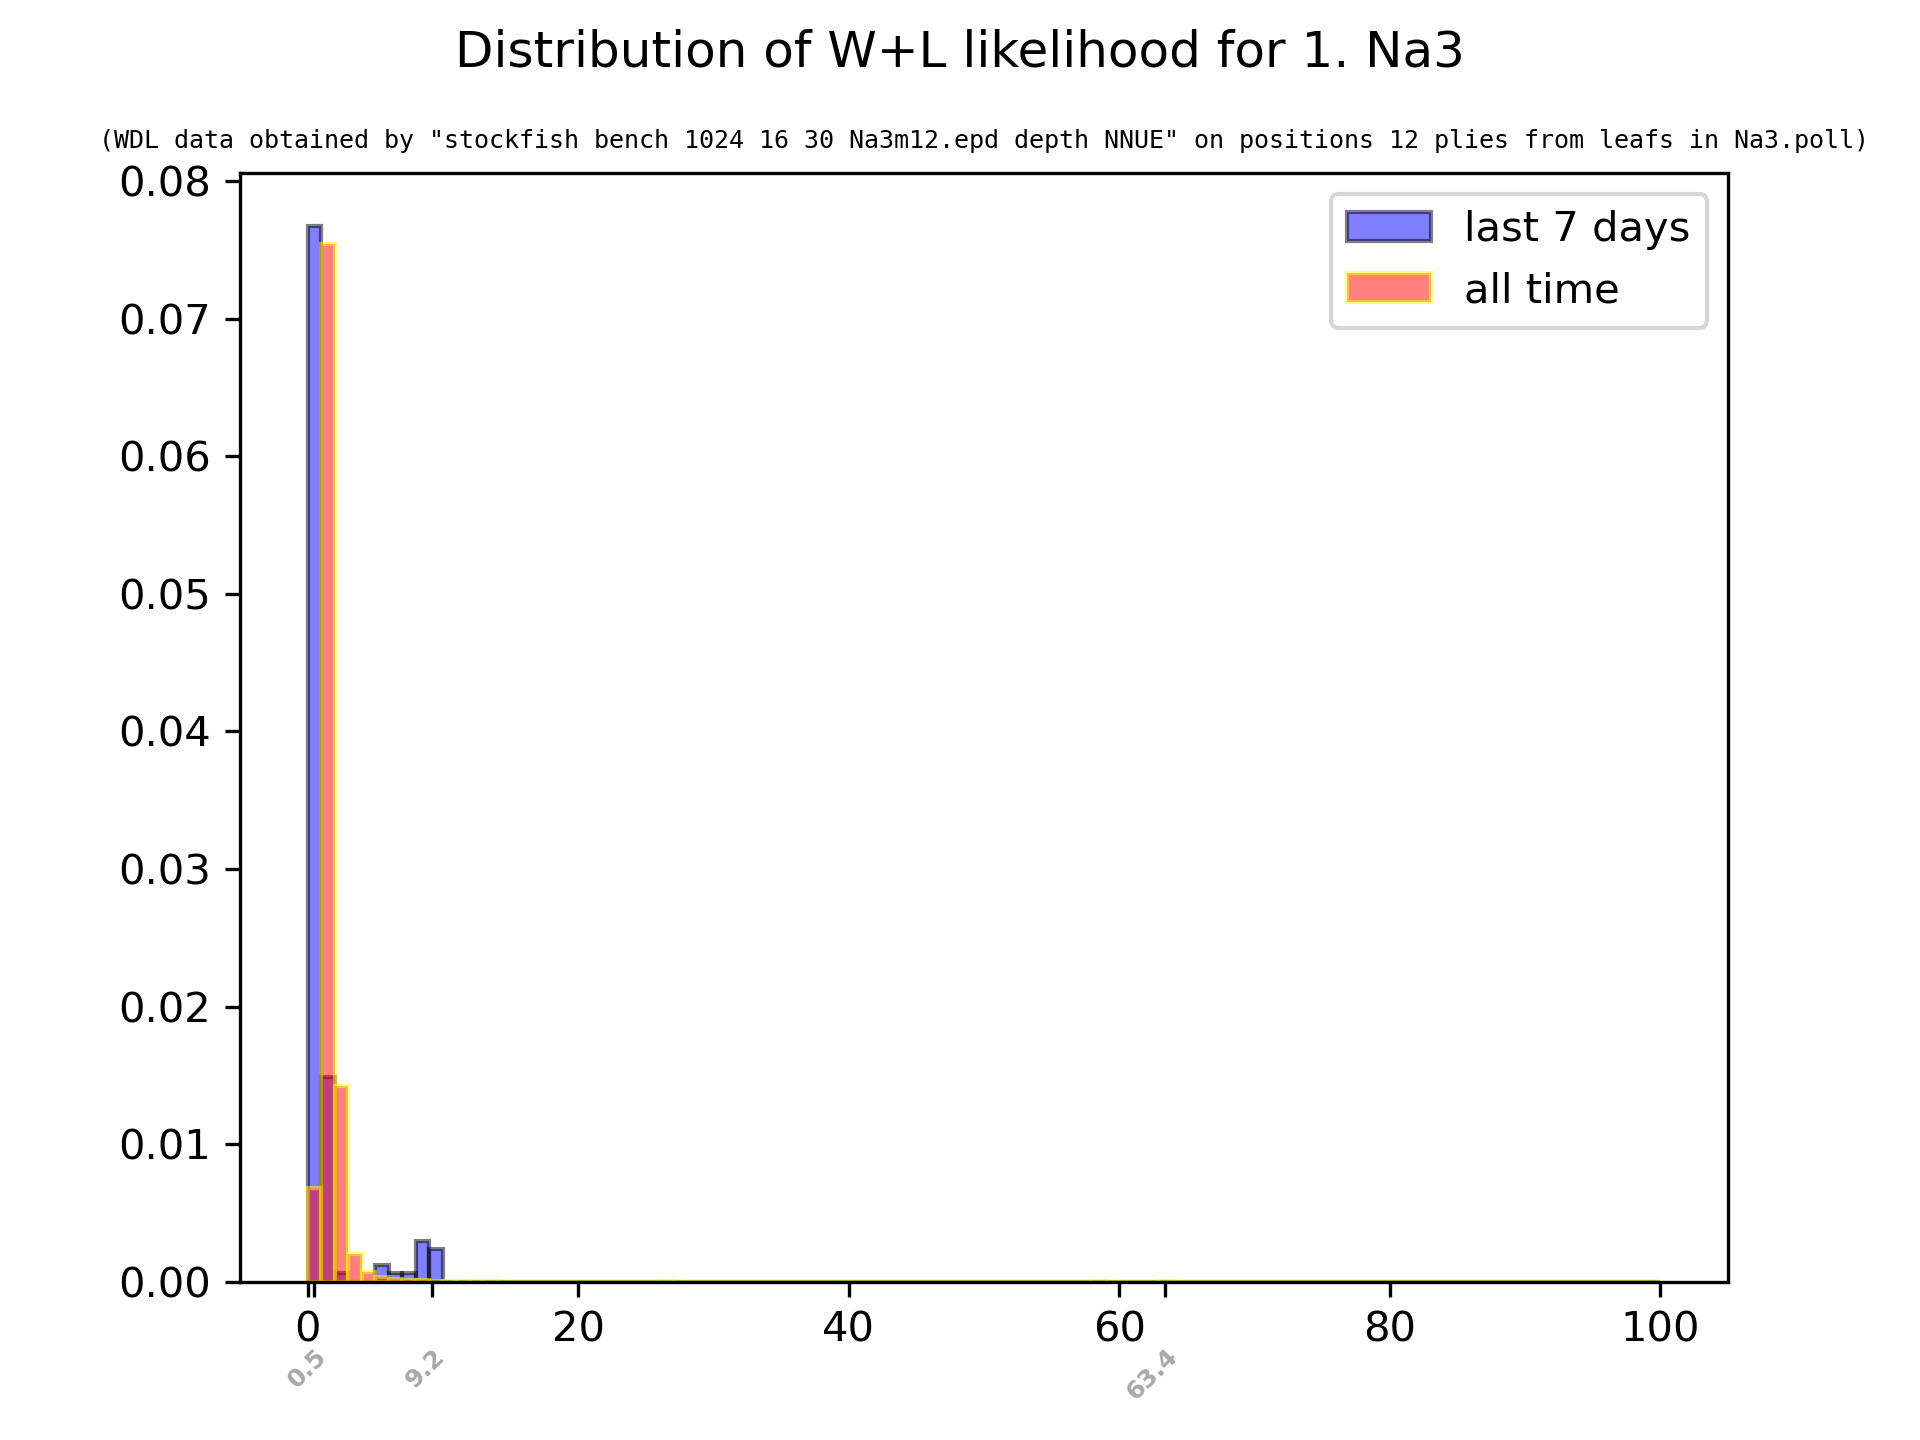 Distribution of W+L likelihood for 1. Na3
(WDL data obtained by "stockfish bench 1024 16 30 Na3m12.epd depth NNUE" on positions 12 plies from leafs in Na3.poll)
last 7 days
all time
0.08
0.07
0.06
0.05
0.04
0.03
0.02
0.01
0.00
0 20 40 60 80 100
0.5 9.2 63.4